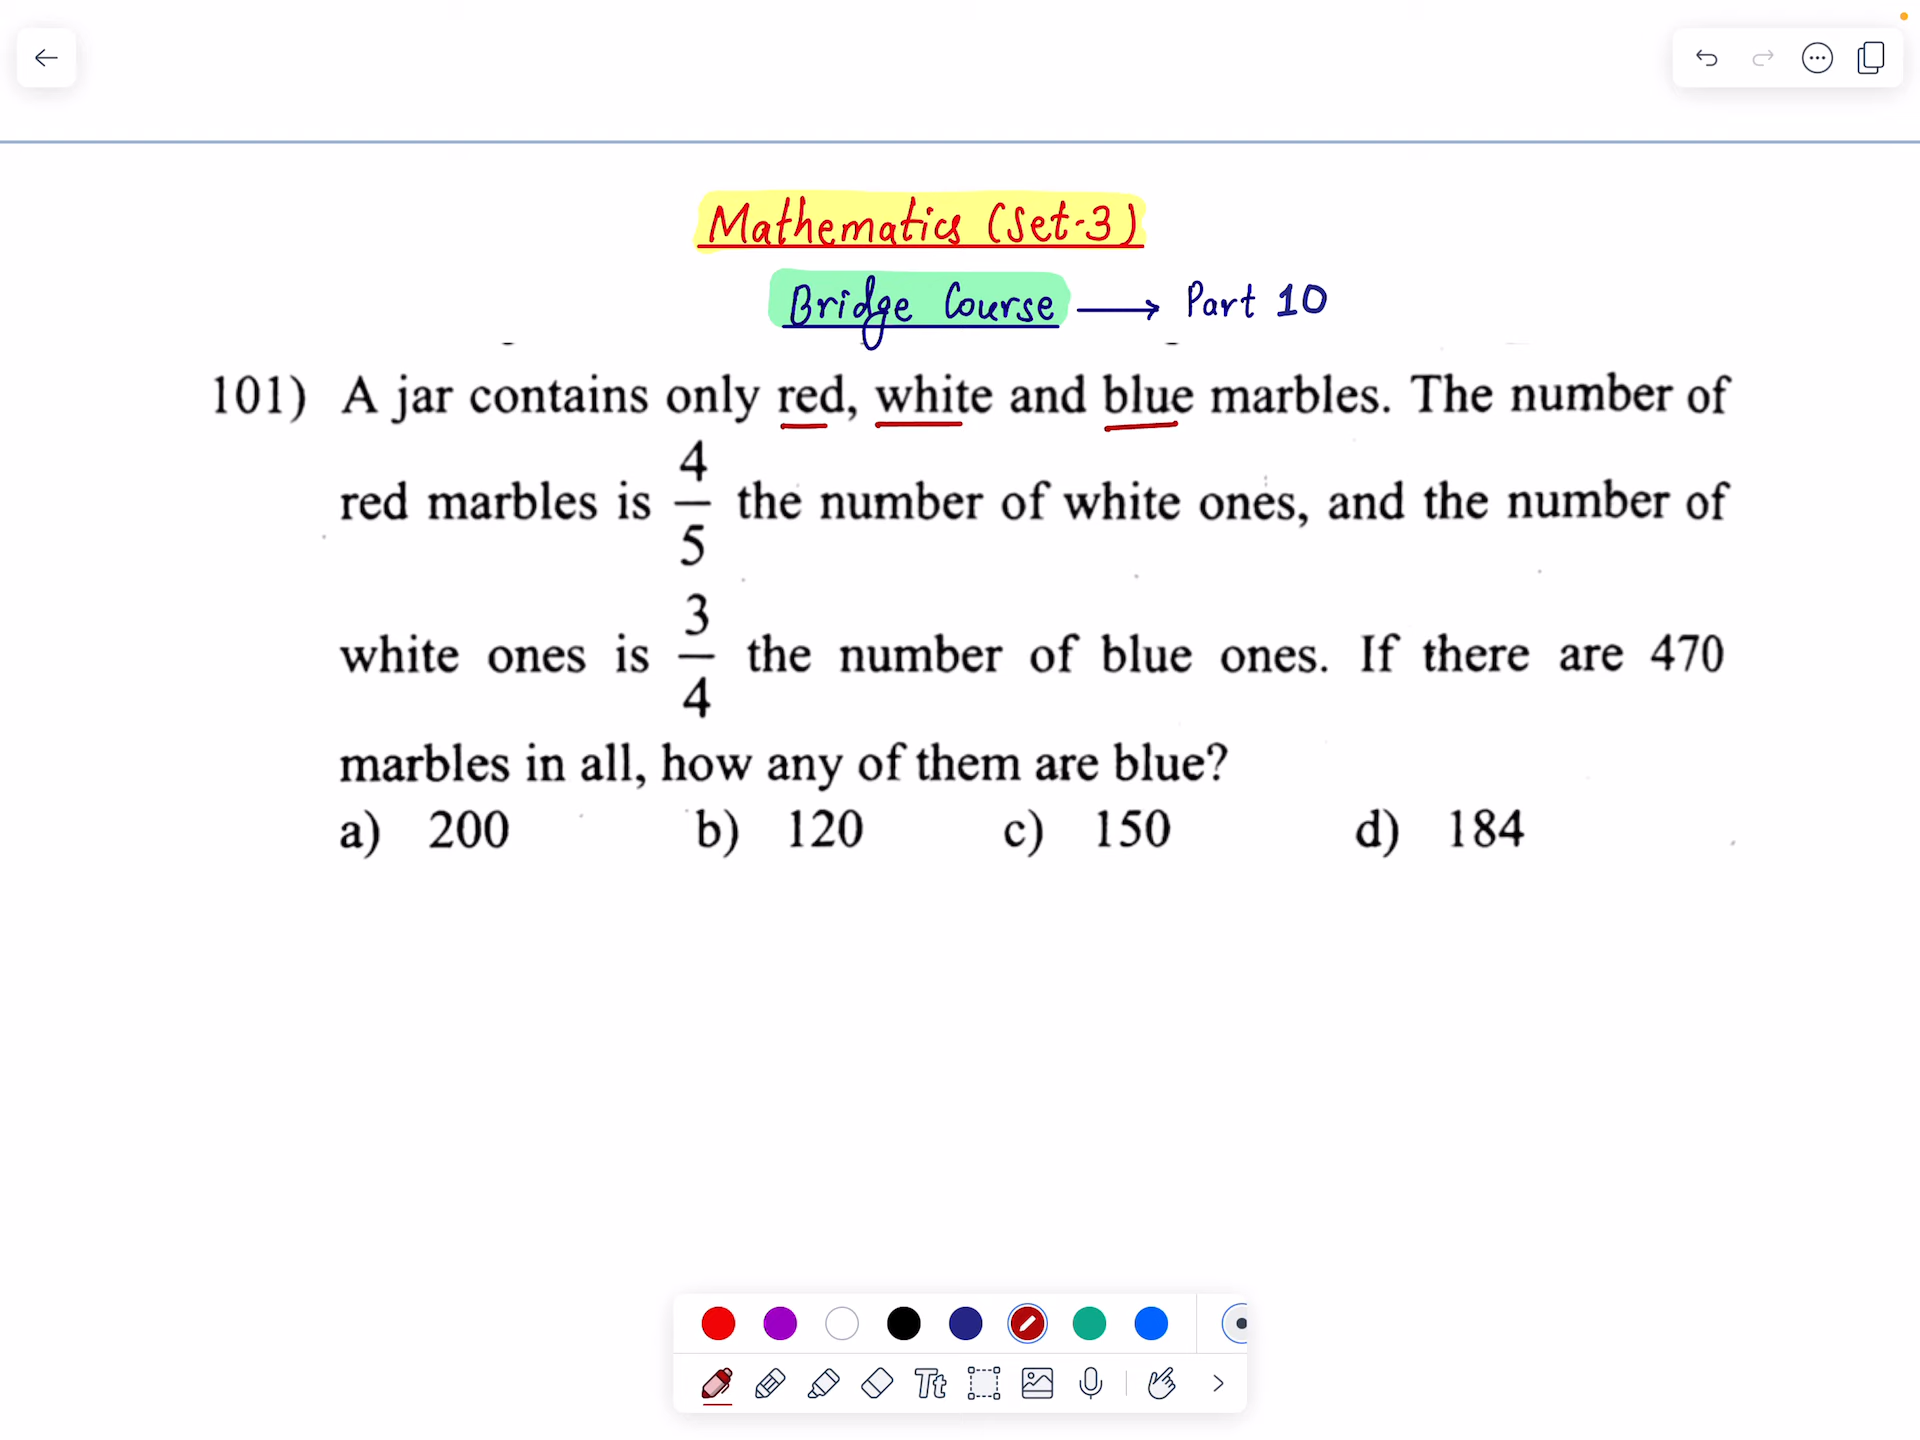 Mathematics (Set-3)
Bridge Course → Part 10
101) A jar contains only red, white and blue marbles. The number of
red marbles is 4/5 the number of white ones, and the number of
white ones is 3/4 the number of blue ones. If there are 470
marbles in all, how any of them are blue?
a) 200 b) 120 c) 150 d) 184
Tt